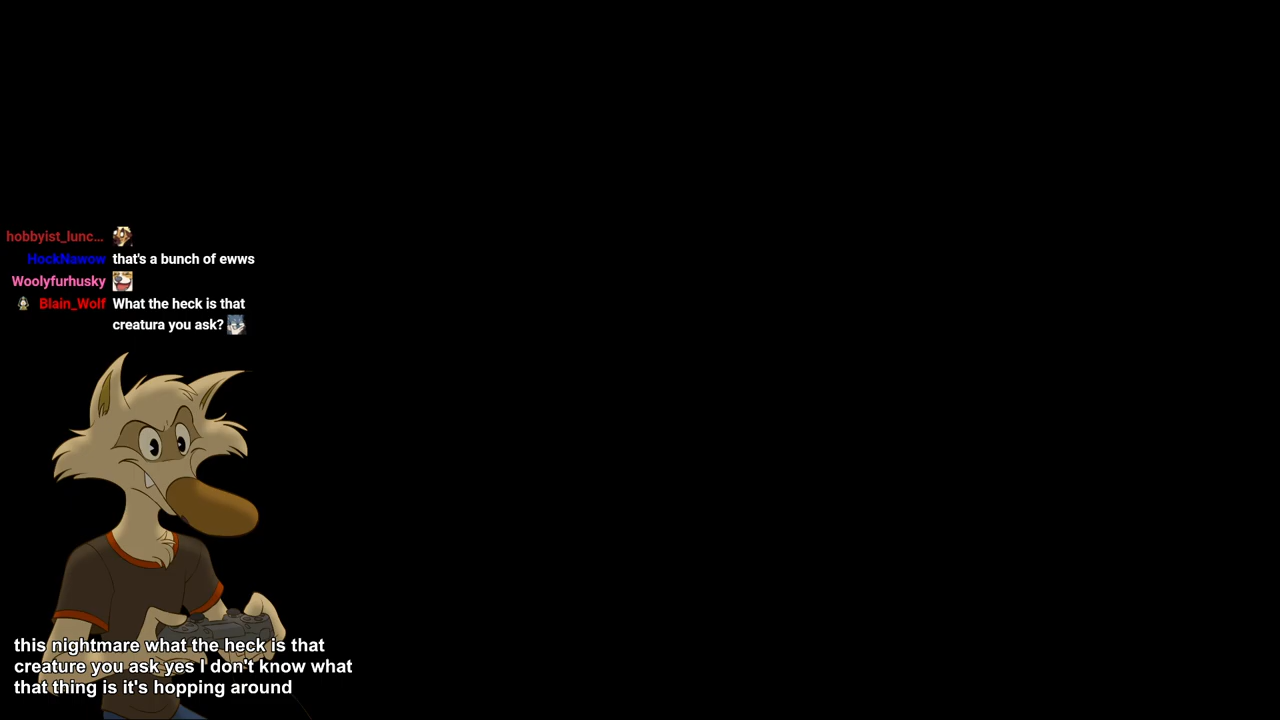 hobbyist_lunc...
HockNawow that's a bunch of ewws
Woolyfurhusky
Blain_Wolf What the heck is that
creatura you ask?
this nightmare what the heck is that
creature you ask yes I don't know what
that thing is it's hopping around